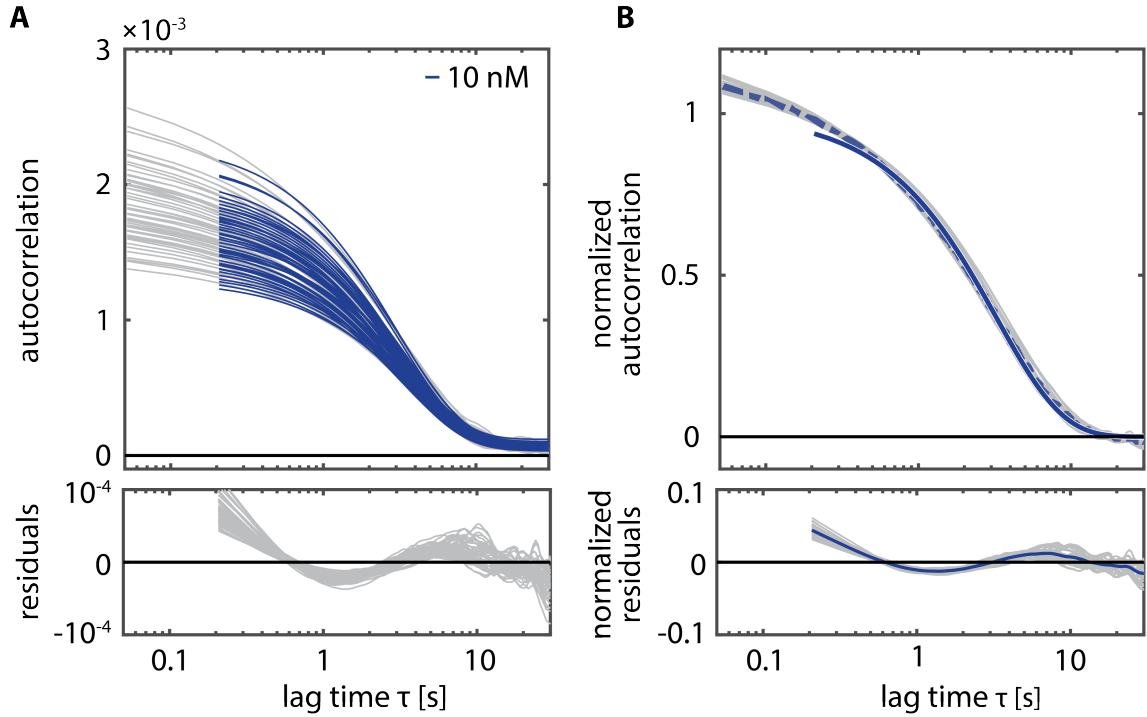 A
×10-3
3
2
1
0
autocorrelation
10 nM
10-4
0
-10-4
residuals
0.1
1
10
lag time τ [s]
B
1
0.5
0
normalized
autocorrelation
0.1
0
-0.1
normalized
residuals
0.1
1
10
lag time τ [s]